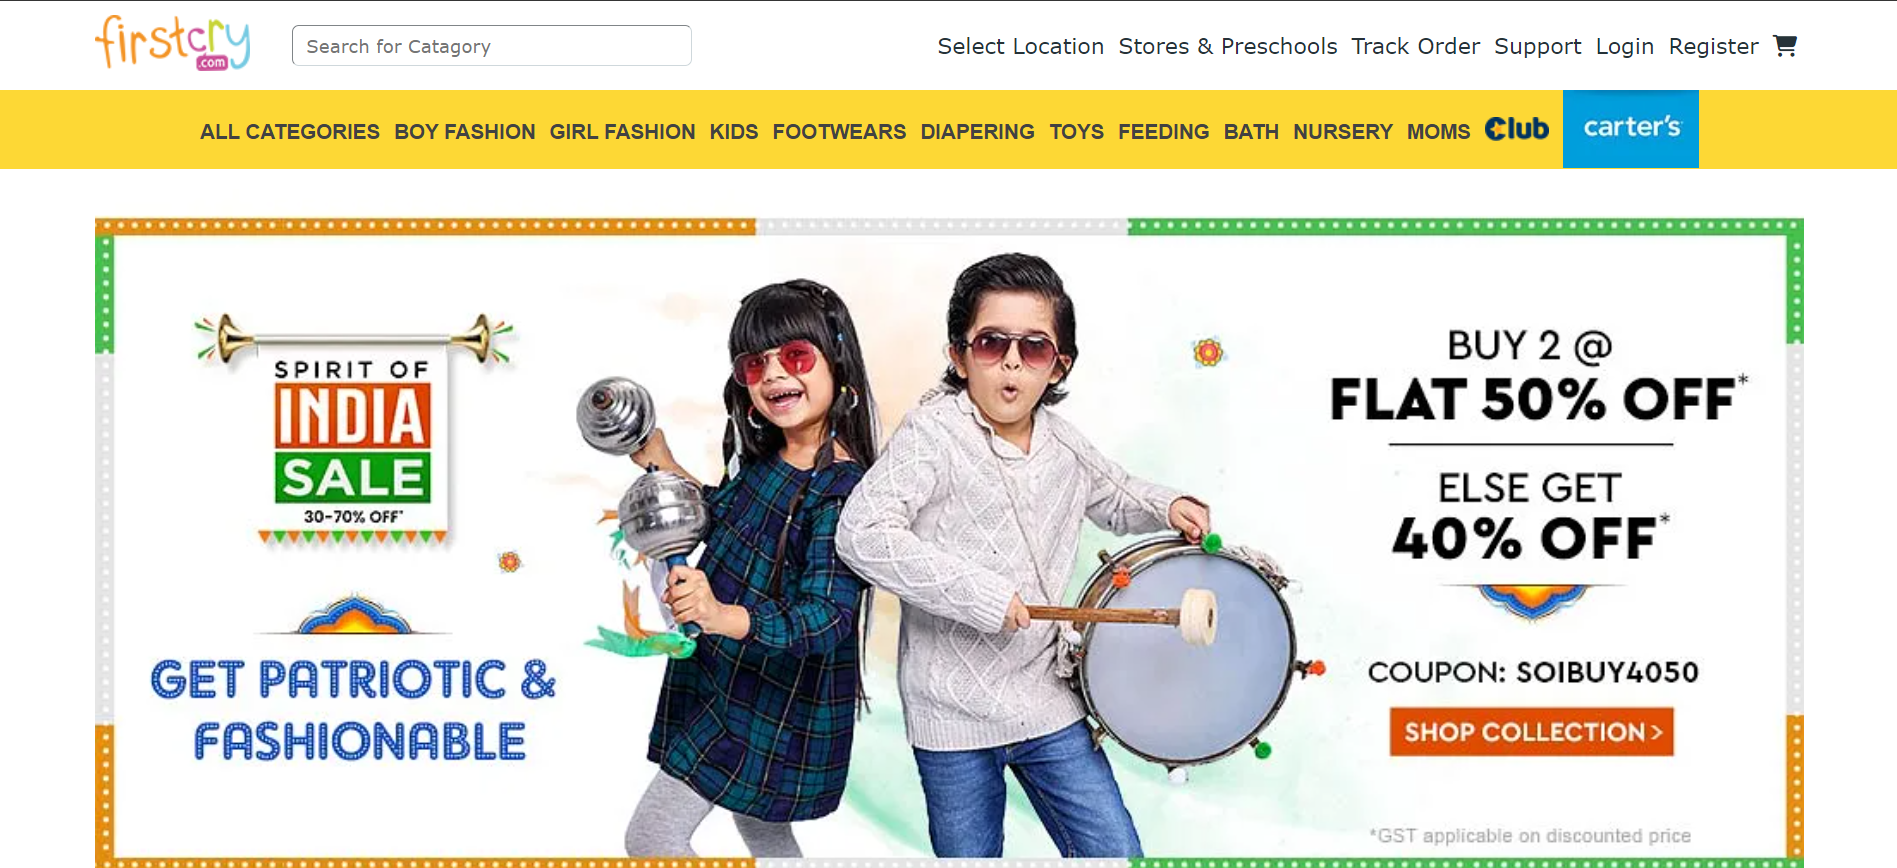 firstcry
.com
Search for Catagory
Select Location Stores & Preschools Track Order Support Login Register
ALL CATEGORIES BOY FASHION GIRL FASHION KIDS FOOTWEARS DIAPERING TOYS FEEDING BATH NURSERY MOMS Club carter's
SPIRIT OF
INDIA
SALE
30-70% OFF*
GET PATRIOTIC &
FASHIONABLE
BUY 2 @
FLAT 50% OFF*
ELSE GET
40% OFF*
COUPON: SOIBUY4050
SHOP COLLECTION >
*GST applicable on discounted price